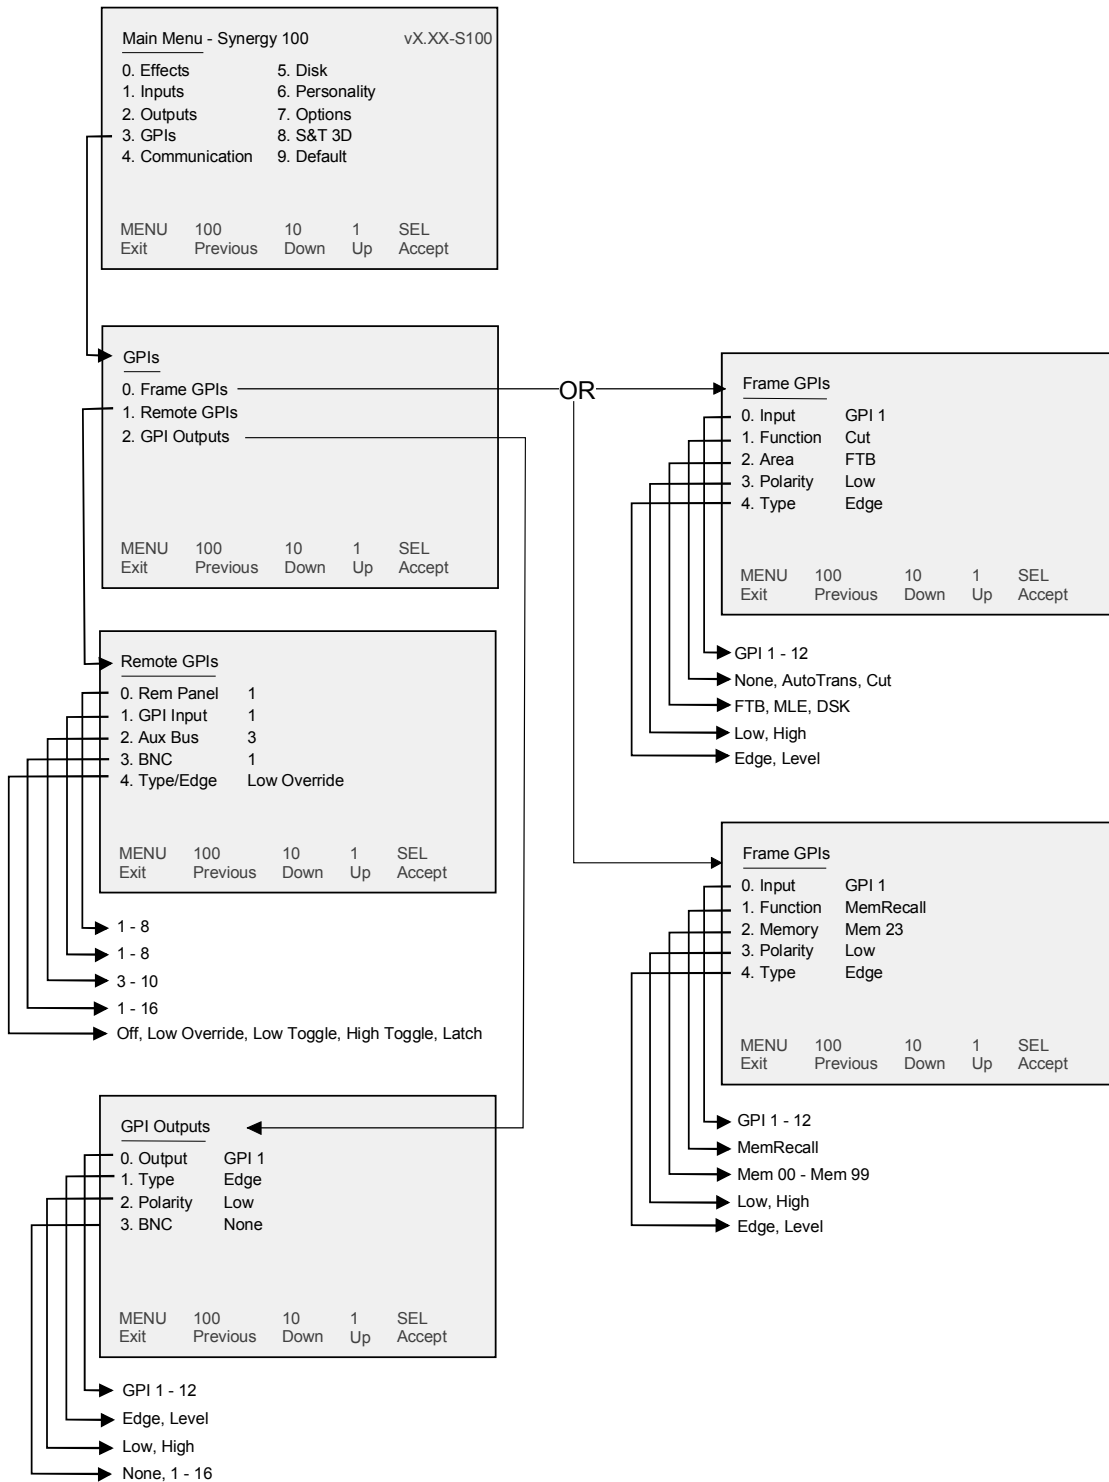 Main Menu - Synergy 100 vX.XX-S100
0. Effects 5. Disk
1. Inputs 6. Personality
2. Outputs 7. Options
3. GPIs 8. S&T 3D
4. Communication 9. Default
MENU 100 10 1 SEL
Exit Previous Down Up Accept
GPIs
0. Frame GPIs
1. Remote GPIs
2. GPI Outputs
MENU 100 10 1 SEL
Exit Previous Down Up Accept
OR
Frame GPIs
0. Input GPI 1
1. Function Cut
2. Area FTB
3. Polarity Low
4. Type Edge
MENU 100 10 1 SEL
Exit Previous Down Up Accept
GPI 1 - 12
None, AutoTrans, Cut
FTB, MLE, DSK
Low, High
Edge, Level
Remote GPIs
0. Rem Panel 1
1. GPI Input 1
2. Aux Bus 3
3. BNC 1
4. Type/Edge Low Override
MENU 100 10 1 SEL
Exit Previous Down Up Accept
1 - 8
1 - 8
3 - 10
1 - 16
Off, Low Override, Low Toggle, High Toggle, Latch
Frame GPIs
0. Input GPI 1
1. Function MemRecall
2. Memory Mem 23
3. Polarity Low
4. Type Edge
MENU 100 10 1 SEL
Exit Previous Down Up Accept
GPI 1 - 12
MemRecall
Mem 00 - Mem 99
Low, High
Edge, Level
GPI Outputs
0. Output GPI 1
1. Type Edge
2. Polarity Low
3. BNC None
MENU 100 10 1 SEL
Exit Previous Down Up Accept
GPI 1 - 12
Edge, Level
Low, High
None, 1 - 16